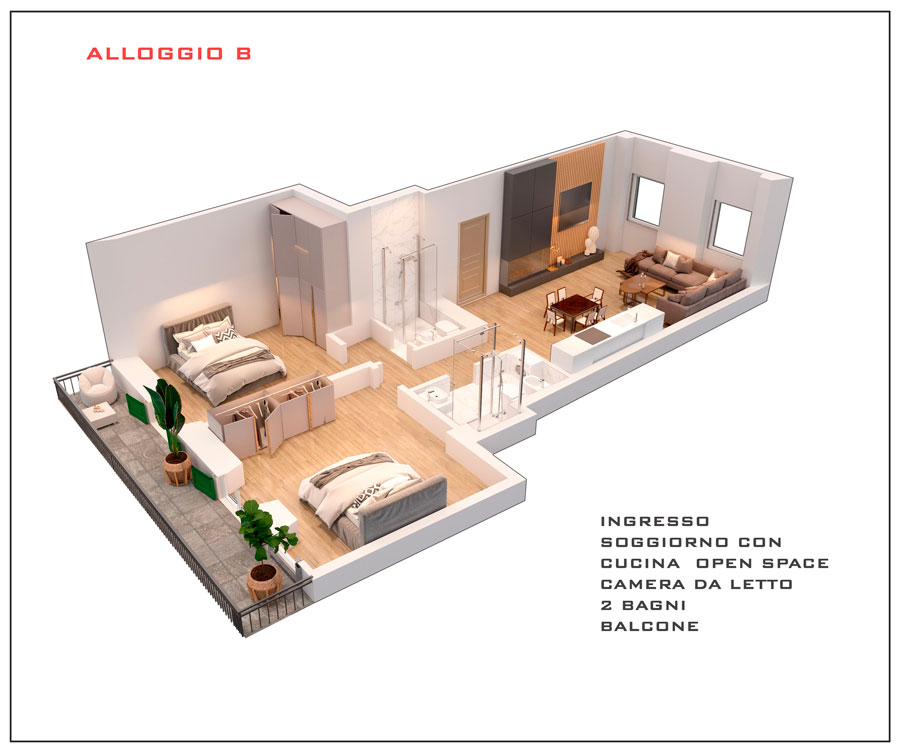 ALLOGGIO B
INGRESSO
SOGGIORNO CON
CUCINA OPEN SPACE
CAMERA DA LETTO
2 BAGNI
BALCONE